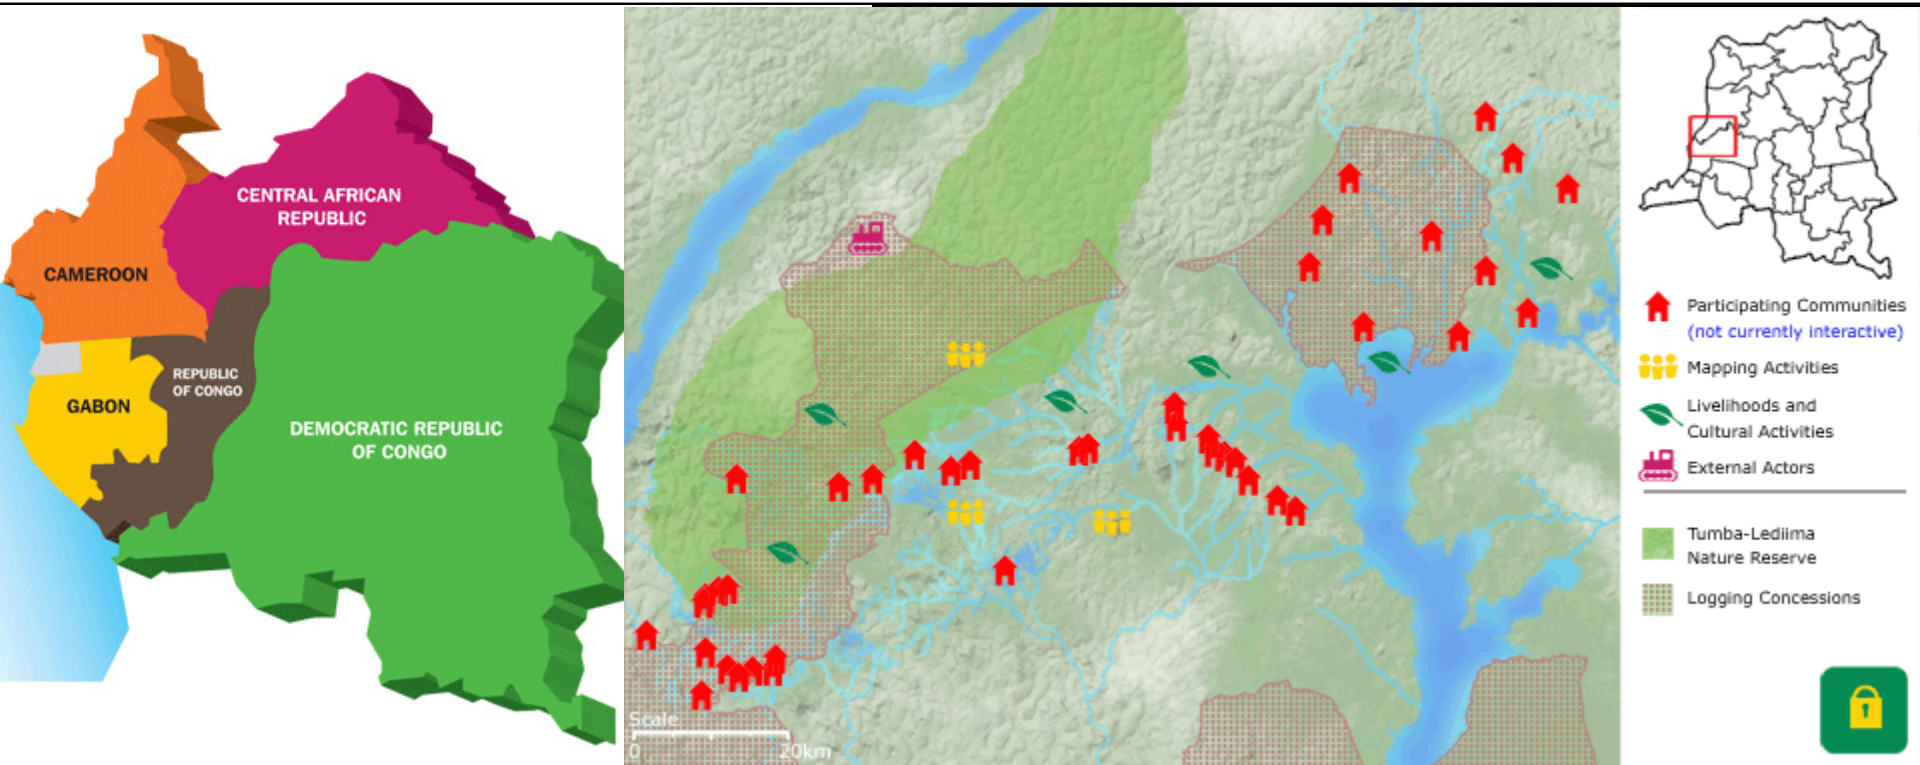 CENTRAL AFRICAN
REPUBLIC
CAMEROON
REPUBLIC
OF CONGO
GABON
DEMOCRATIC REPUBLIC
OF CONGO
Scale
0 20km
Participating Communities
(not currently interactive)
Mapping Activities
Livelihoods and
Cultural Activities
External Actors
Tumba-Lediima
Nature Reserve
Logging Concessions